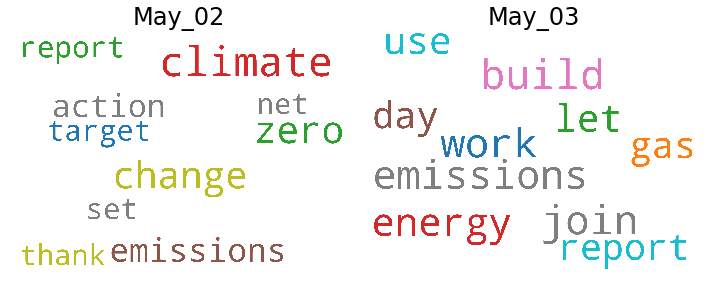 May_02
report
climate
action
net
target
zero
change
set
thank
emissions
May_03
use
build
day
let
work
gas
emissions
energy
join
report